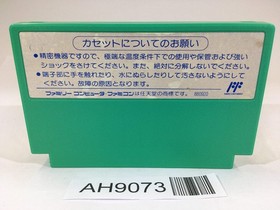 カセットについてのお願い
●精密機器ですので、極端な温度条件下での使用や保管および強い
ショックをさけてください。また、絶対に分解しないでください。
●端子部に手を触れたり、水にぬらしたりして汚さないようにして
ください。故障の原因となります。
ファミリーコンピュータ・ファミコンは任天堂の商標です。
AH9073